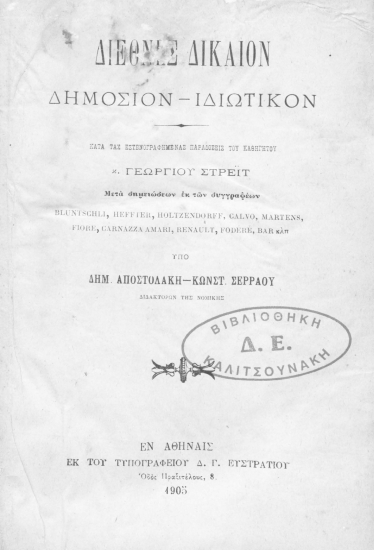 ΔΙΕΘΝΕΣ ΔΙΚΑΙΟΝ
ΔΗΜΟΣΙΟΝ – ΙΔΙΩΤΙΚΟΝ
ΚΑΤΑ ΤΑΣ ΕΣΤΕΝΟΓΡΑΦΗΜΕΝΑΣ ΠΑΡΑΔΟΣΕΙΣ ΤΟΥ ΚΑΘΗΓΗΤΟΥ
κ. ΓΕΩΡΓΙΟΥ ΣΤΡΕΪΤ
Μετὰ σημειώσεων ἐκ τῶν συγγραφέων
BLUNTSCHLI, HEFFTER, HOLTZENDORFF, CALVO, MARTENS,
FIORE, CARNAZZA AMARI, RENAULT, FODÉRÉ, BAR κλπ
ΥΠΟ
ΔΗΜ. ΑΠΟΣΤΟΛΑΚΗ – ΚΩΝΣΤ. ΣΕΡΡΑΟΥ
ΔΙΔΑΚΤΟΡΩΝ ΤΗΣ ΝΟΜΙΚΗΣ
ΒΙΒΛΙΟΘΗΚΗ
Δ. Ε.
ΚΑΛΙΤΣΟΥΝΑΚΗ
ΕΝ ΑΘΗΝΑΙΣ
ΕΚ ΤΟΥ ΤΥΠΟΓΡΑΦΕΙΟΥ Δ. Γ. ΕΥΣΤΡΑΤΙΟΥ
Ὁδὸς Πραξιτέλους, 8.
1905